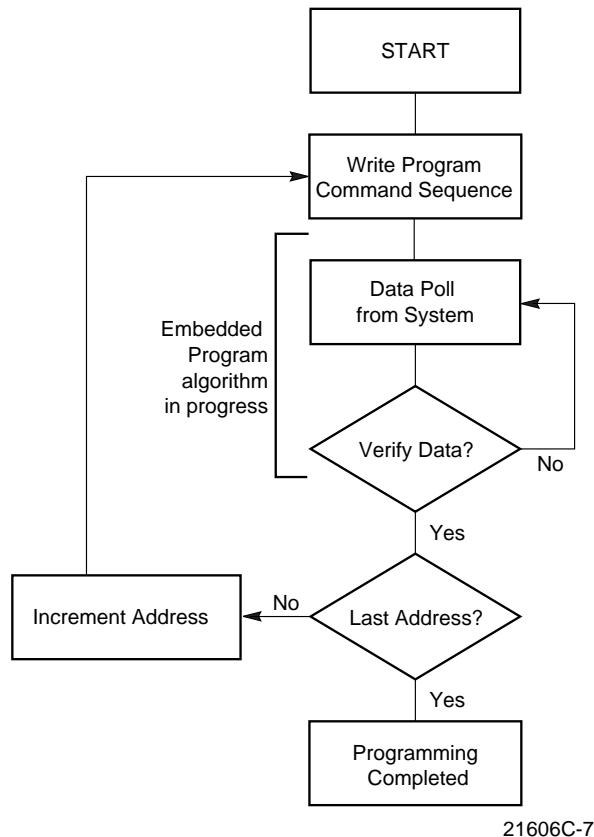 START
Write Program
Command Sequence
Data Poll
from System
Embedded
Program
algorithm
in progress
Verify Data?
No
Yes
Increment Address
No
Last Address?
Yes
Programming
Completed
21606C-7